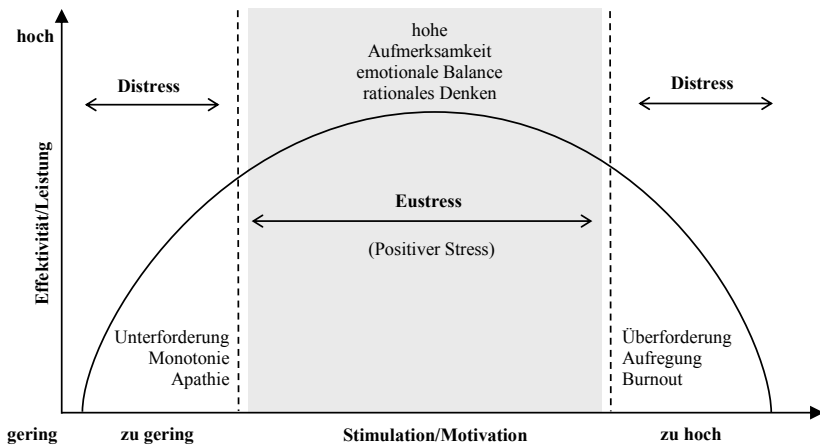 hoch
Distress
hohe
Aufmerksamkeit
emotionale Balance
rationales Denken
Distress
Effektivität/Leistung
Eustress
(Positiver Stress)
Unterforderung
Monotonie
Apathie
Überforderung
Aufregung
Burnout
gering
zu gering
Stimulation/Motivation
zu hoch